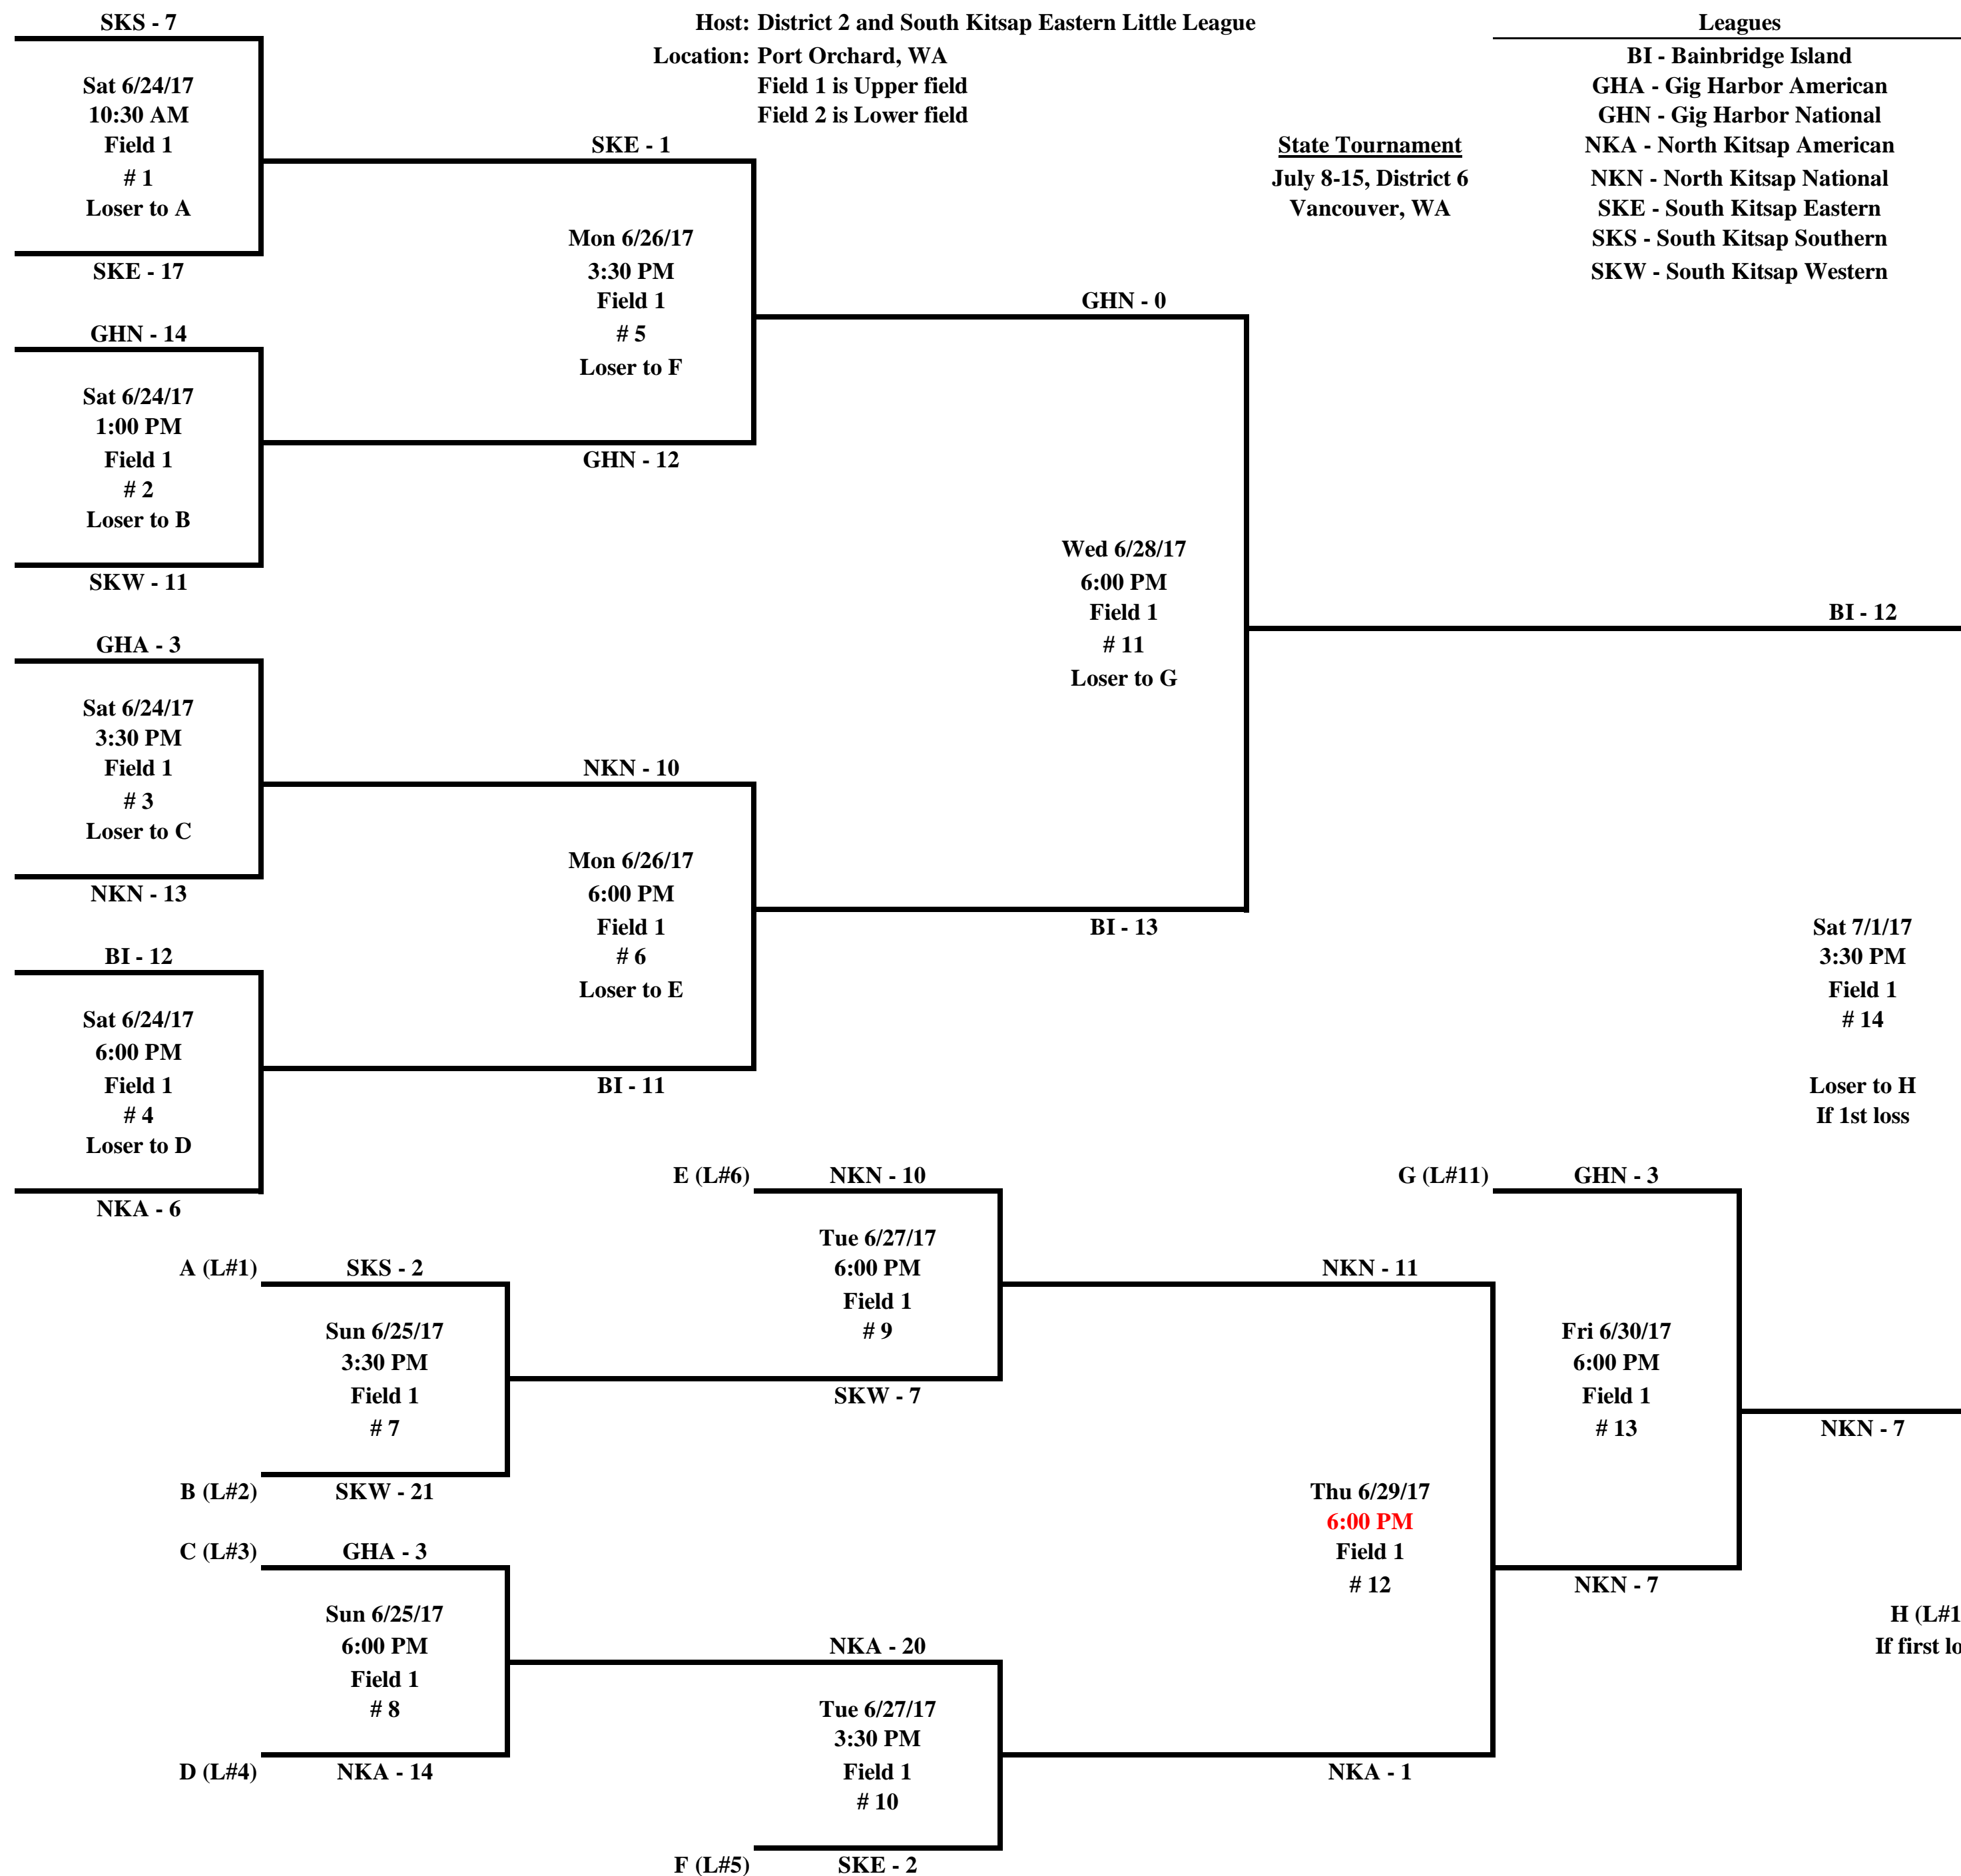 Host: District 2 and South Kitsap Eastern Little League
Location: Port Orchard, WA
Field 1 is Upper field
Field 2 is Lower field
State Tournament
July 8-15, District 6
Vancouver, WA
Leagues
BI - Bainbridge Island
GHA - Gig Harbor American
GHN - Gig Harbor National
NKA - North Kitsap American
NKN - North Kitsap National
SKE - South Kitsap Eastern
SKS - South Kitsap Southern
SKW - South Kitsap Western
SKS - 7
Sat 6/24/17
10:30 AM
Field 1
# 1
Loser to A
SKE - 17
GHN - 14
Sat 6/24/17
1:00 PM
Field 1
# 2
Loser to B
SKW - 11
GHA - 3
Sat 6/24/17
3:30 PM
Field 1
# 3
Loser to C
NKN - 13
BI - 12
Sat 6/24/17
6:00 PM
Field 1
# 4
Loser to D
NKA - 6
SKE - 1
Mon 6/26/17
3:30 PM
Field 1
# 5
Loser to F
GHN - 12
NKN - 10
Mon 6/26/17
6:00 PM
Field 1
# 6
Loser to E
BI - 11
GHN - 0
Wed 6/28/17
6:00 PM
Field 1
# 11
Loser to G
BI - 13
BI - 12
Sat 7/1/17
3:30 PM
Field 1
# 14
Loser to H
If 1st loss
NKN - 7
A (L#1) SKS - 2
Sun 6/25/17
3:30 PM
Field 1
# 7
B (L#2) SKW - 21
C (L#3) GHA - 3
Sun 6/25/17
6:00 PM
Field 1
# 8
D (L#4) NKA - 14
E (L#6) NKN - 10
Tue 6/27/17
6:00 PM
Field 1
# 9
SKW - 7
NKA - 20
Tue 6/27/17
3:30 PM
Field 1
# 10
F (L#5) SKE - 2
NKN - 11
Thu 6/29/17
6:00 PM
Field 1
# 12
NKA - 1
G (L#11) GHN - 3
Fri 6/30/17
6:00 PM
Field 1
# 13
NKN - 7
H (L#1
If first lo